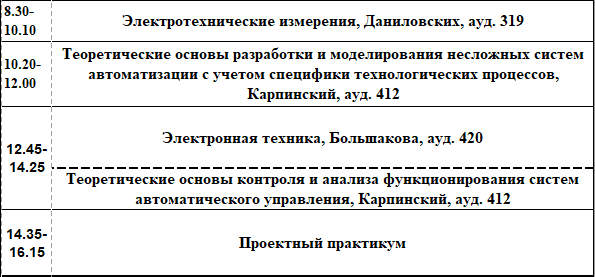 8.30-
10.10
Электротехнические измерения, Даниловских, ауд. 319
10.20-
12.00
Теоретические основы разработки и моделирования несложных систем
автоматизации с учетом специфики технологических процессов,
Карпинский, ауд. 412
12.45-
14.25
Электронная техника, Большакова, ауд. 420
Теоретические основы контроля и анализа функционирования систем
автоматического управления, Карпинский, ауд. 412
14.35-
16.15
Проектный практикум